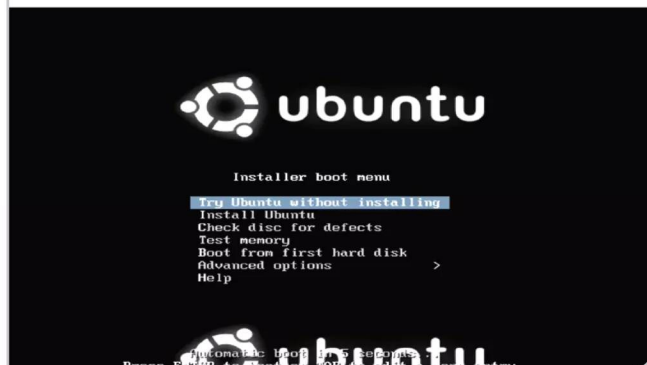 ubuntu
Installer boot menu
Try Ubuntu without installing
Install Ubuntu
Check disc for defects
Test memory
Boot from first hard disk
Advanced options >
Help
Automatic boot in 5 seconds...
ubuntu